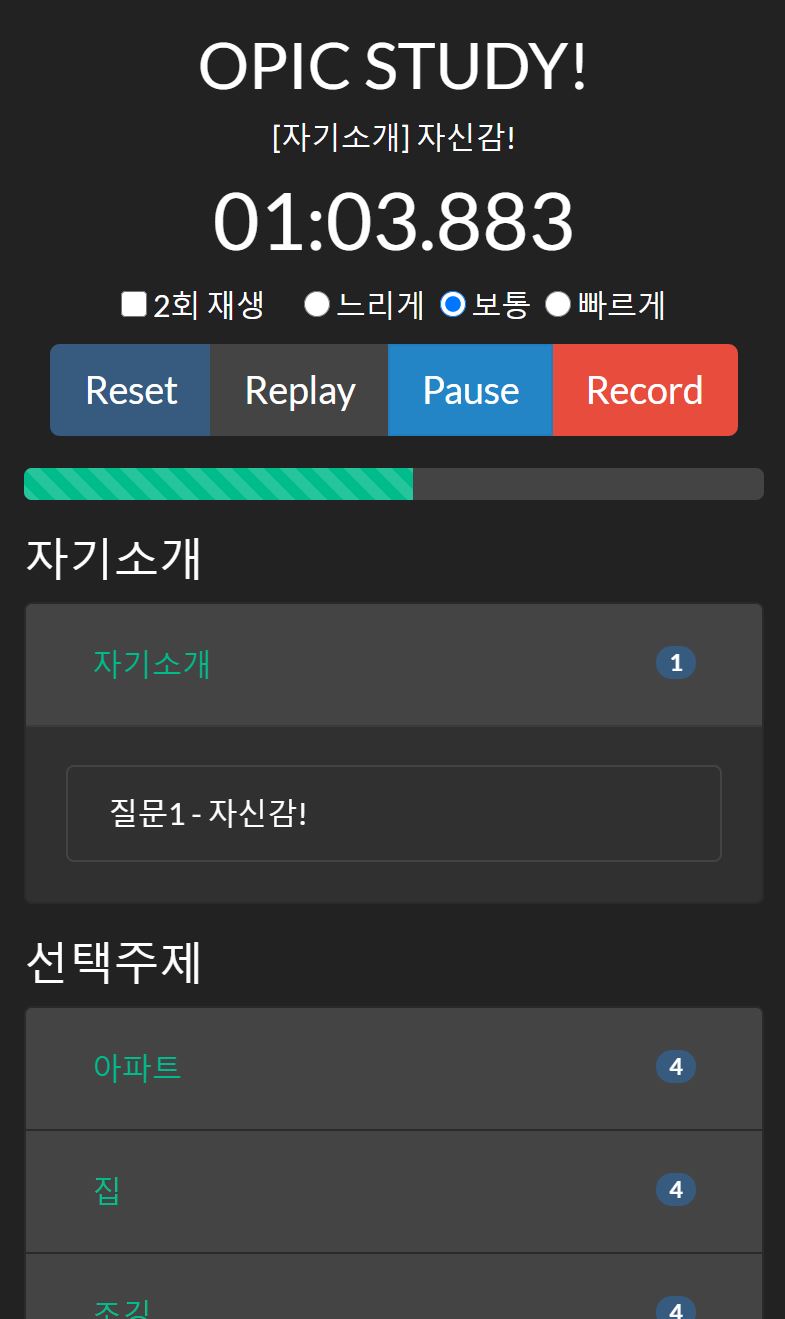 OPIC STUDY!
[자기소개] 자신감!
01:03.883
2회 재생 느리게 보통 빠르게
Reset Replay Pause Record
자기소개
자기소개 1
질문1 - 자신감!
선택주제
아파트 4
집 4
조깅 4